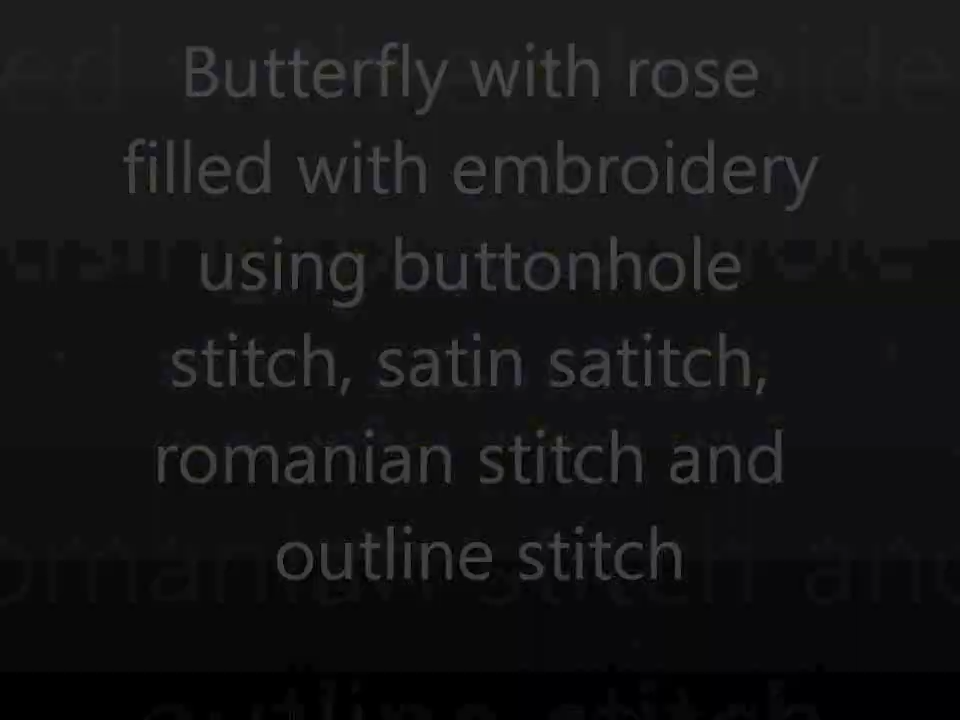 Butterfly with rose
filled with embroidery
using buttonhole
stitch, satin satitch,
romanian stitch and
outline stitch